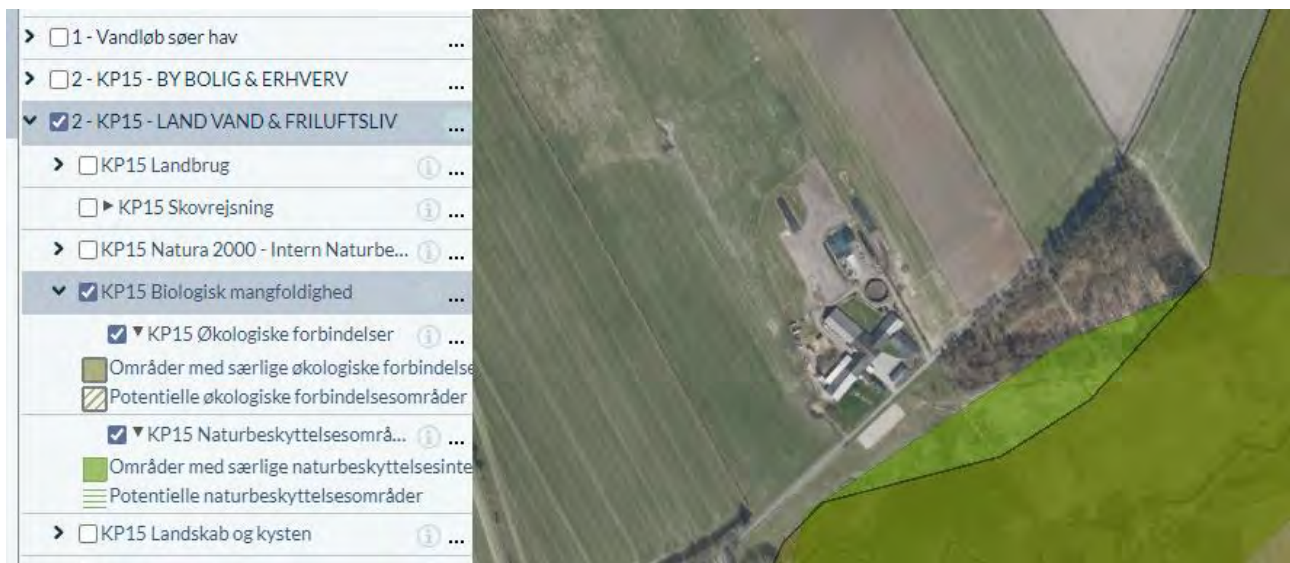 1 - Vandløb søer hav ...
2 - KP15 - BY BOLIG & ERHVERV ...
2 - KP15 - LAND VAND & FRILUFTSLIV ...
KP15 Landbrug ...
KP15 Skovrejsning ...
KP15 Natura 2000 - Intern Naturbe... ...
KP15 Biologisk mangfoldighed ...
KP15 Økologiske forbindelser ...
Områder med særlige økologiske forbindelse
Potentielle økologiske forbindelsesområder
KP15 Naturbeskyttelsesområ... ...
Områder med særlige naturbeskyttelsesinte
Potentielle naturbeskyttelsesområder
KP15 Landskab og kysten ...